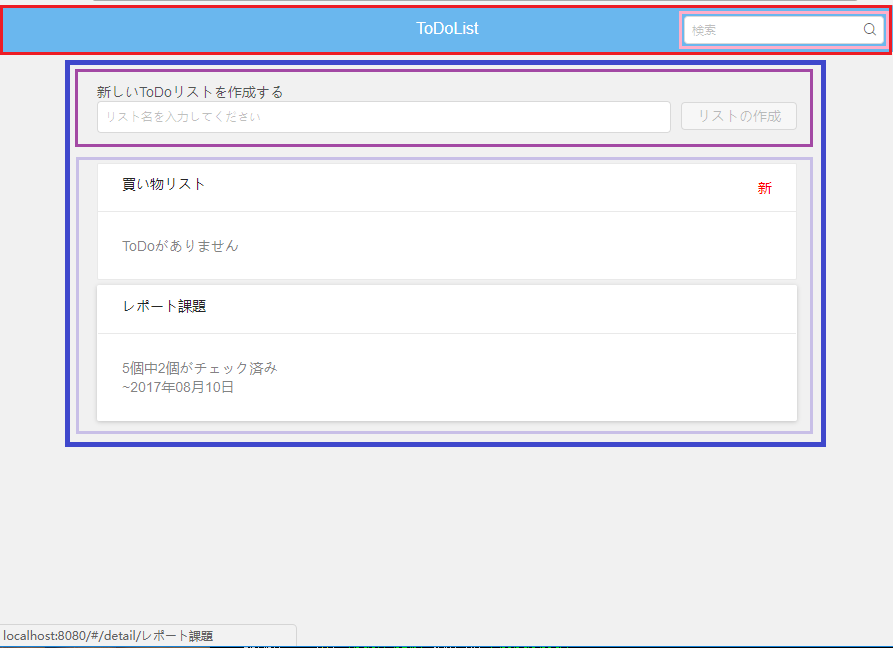 ToDoList
検索
新しいToDoリストを作成する
リスト名を入力してください
リストの作成
買い物リスト
新
ToDoがありません
レポート課題
5個中2個がチェック済み
~2017年08月10日
localhost:8080/#/detail/レポート課題